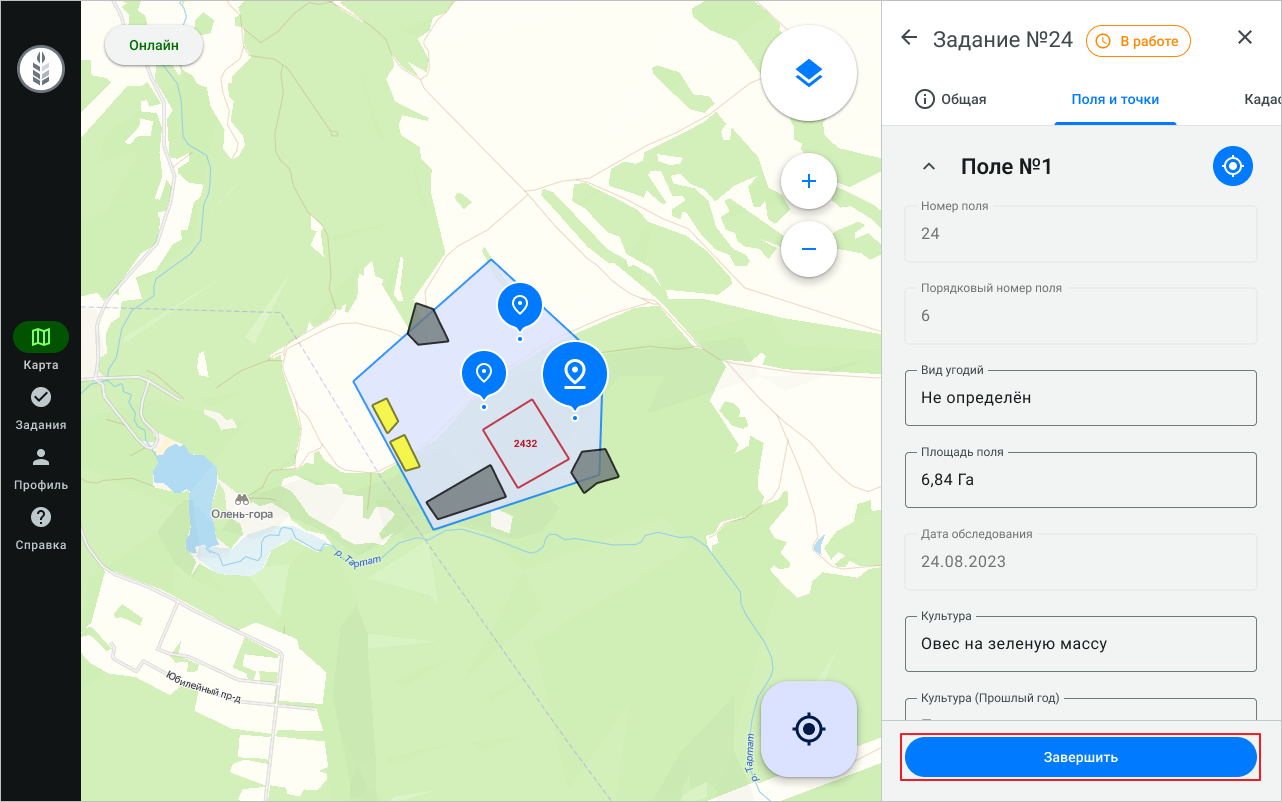 Онлайн
Карта
Задания
Профиль
Справка
2432
Олень-гора
р. Тартат
Юбилейный пр-д
р. Тартат
Задание №24
В работе
Общая
Поля и точки
Кадас
Поле №1
Номер поля
24
Порядковый номер поля
6
Вид угодий
Не определён
Площадь поля
6,84 Га
Дата обследования
24.08.2023
Культура
Овес на зеленую массу
Культура (Прошлый год)
Завершить